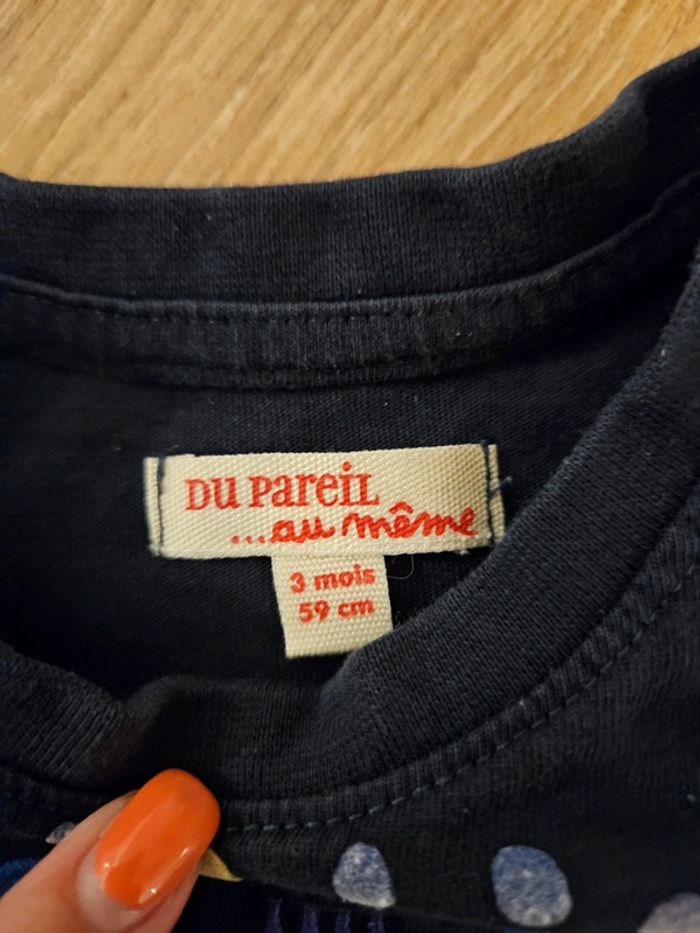 DU PAREIL
...au même
3 mois
59 cm